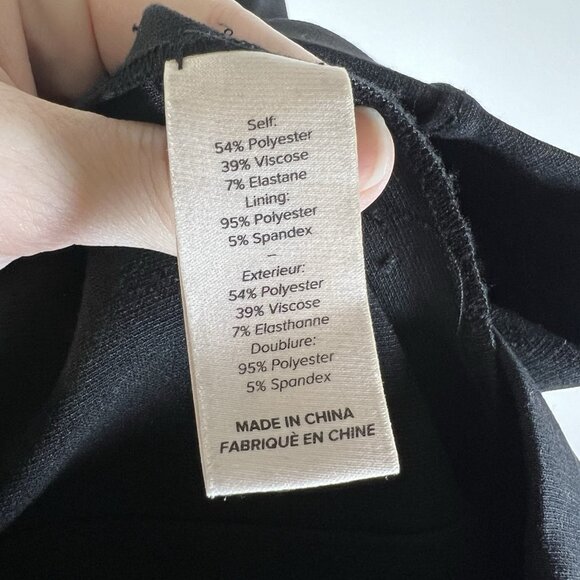 Self:
54% Polyester
39% Viscose
7% Elastane
Lining:
95% Polyester
5% Spandex
–
Exterieur:
54% Polyester
39% Viscose
7% Elasthanne
Doublure:
95% Polyester
5% Spandex
MADE IN CHINA
FABRIQUÈ EN CHINE